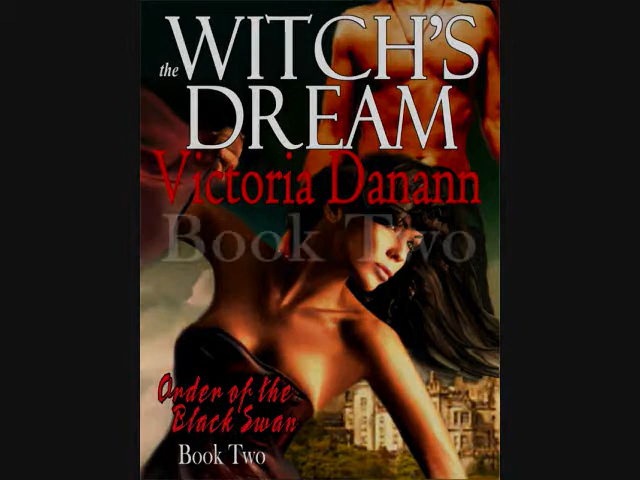 the WITCH'S
DREAM
Victoria Danann
Book Two
Order of the
Black Swan
Book Two